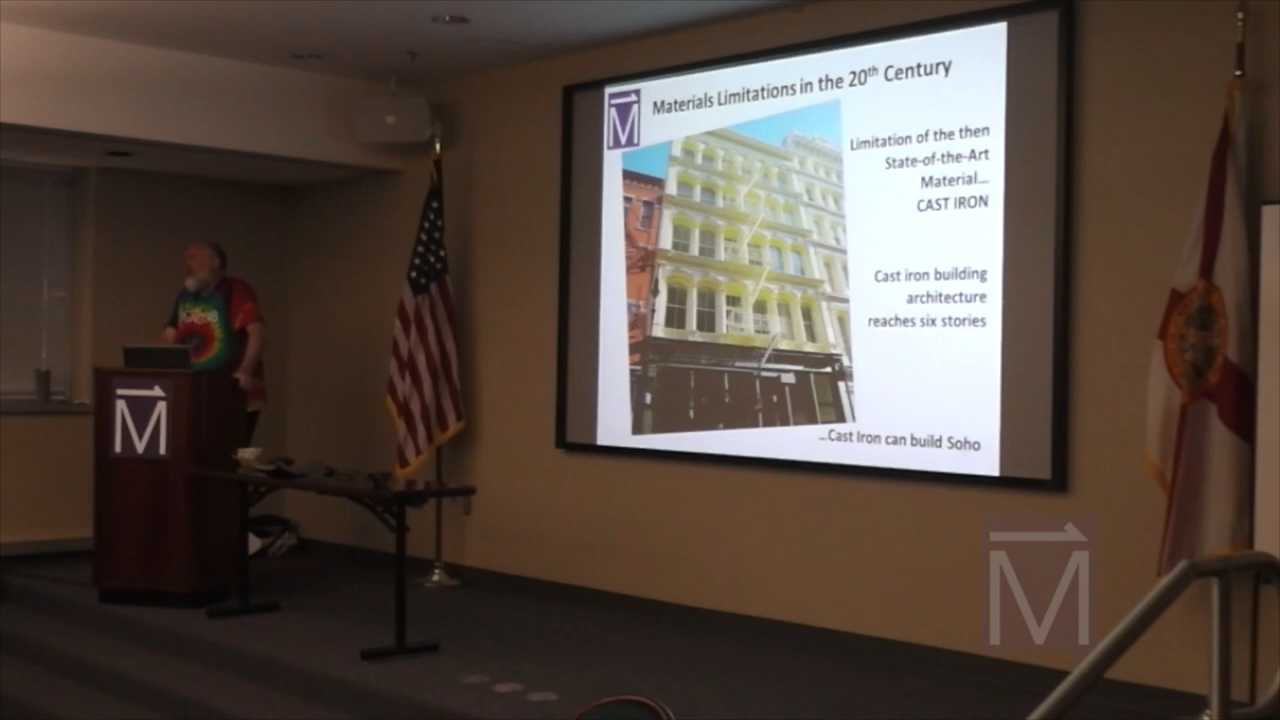 Materials Limitations in the 20th Century
M
Limitation of the then
State-of-the-Art
Material...
CAST IRON
Cast iron building
architecture
reaches six stories
...Cast Iron can build Soho
M
M